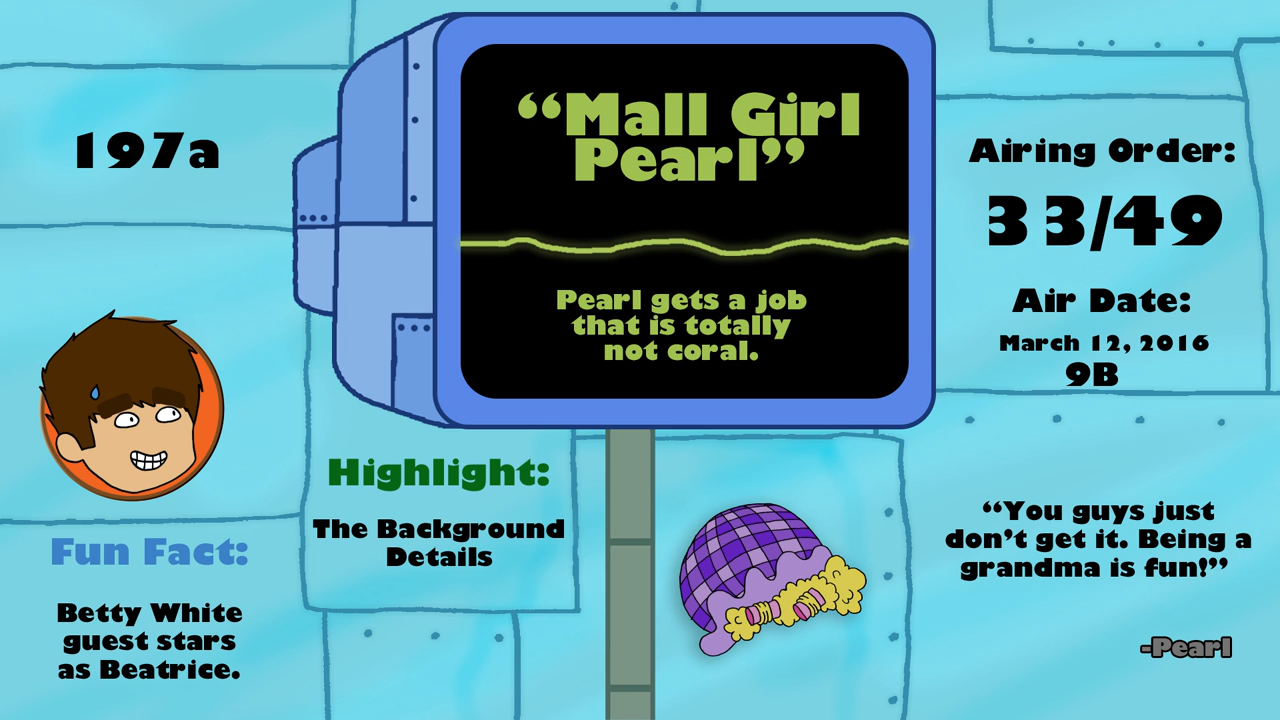 197a
“Mall Girl
Pearl”
Pearl gets a job
that is totally
not coral.
Airing Order:
33/49
Air Date:
March 12, 2016
9B
Highlight:
The Background
Details
Fun Fact:
Betty White
guest stars
as Beatrice.
“You guys just
don’t get it. Being a
grandma is fun!”
-Pearl